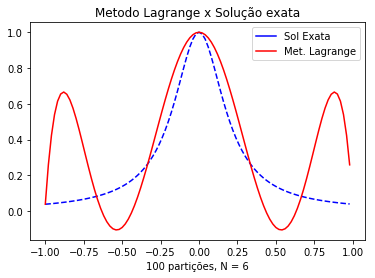 Metodo Lagrange x Solução exata
Sol Exata
Met. Lagrange
1.0
0.8
0.6
0.4
0.2
0.0
−1.00 −0.75 −0.50 −0.25 0.00 0.25 0.50 0.75 1.00
100 partições, N = 6